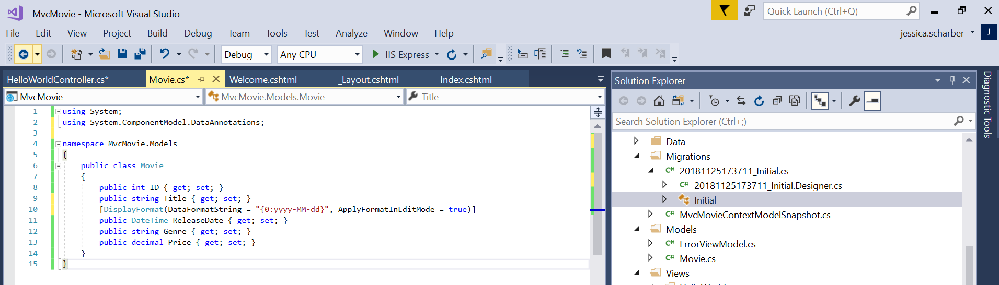 MvcMovie - Microsoft Visual Studio
Quick Launch (Ctrl+Q)
File Edit View Project Build Debug Team Tools Test Analyze Window Help
jessica.scharber J
Debug Any CPU IIS Express
HelloWorldController.cs* Movie.cs* Welcome.cshtml _Layout.cshtml Index.cshtml
MvcMovie MvcMovie.Models.Movie Title
1 using System;
2 using System.ComponentModel.DataAnnotations;
3
4 namespace MvcMovie.Models
5 {
6 public class Movie
7 {
8 public int ID { get; set; }
9 public string Title { get; set; }
10 [DisplayFormat(DataFormatString = "{0:yyyy-MM-dd}", ApplyFormatInEditMode = true)]
11 public DateTime ReleaseDate { get; set; }
12 public string Genre { get; set; }
13 public decimal Price { get; set; }
14 }
15 }
Solution Explorer
Search Solution Explorer (Ctrl+;)
Data
Migrations
C# 20181125173711_Initial.cs
C# 20181125173711_Initial.Designer.cs
Initial
C# MvcMovieContextModelSnapshot.cs
Models
C# ErrorViewModel.cs
C# Movie.cs
Views
Diagnostic Tools